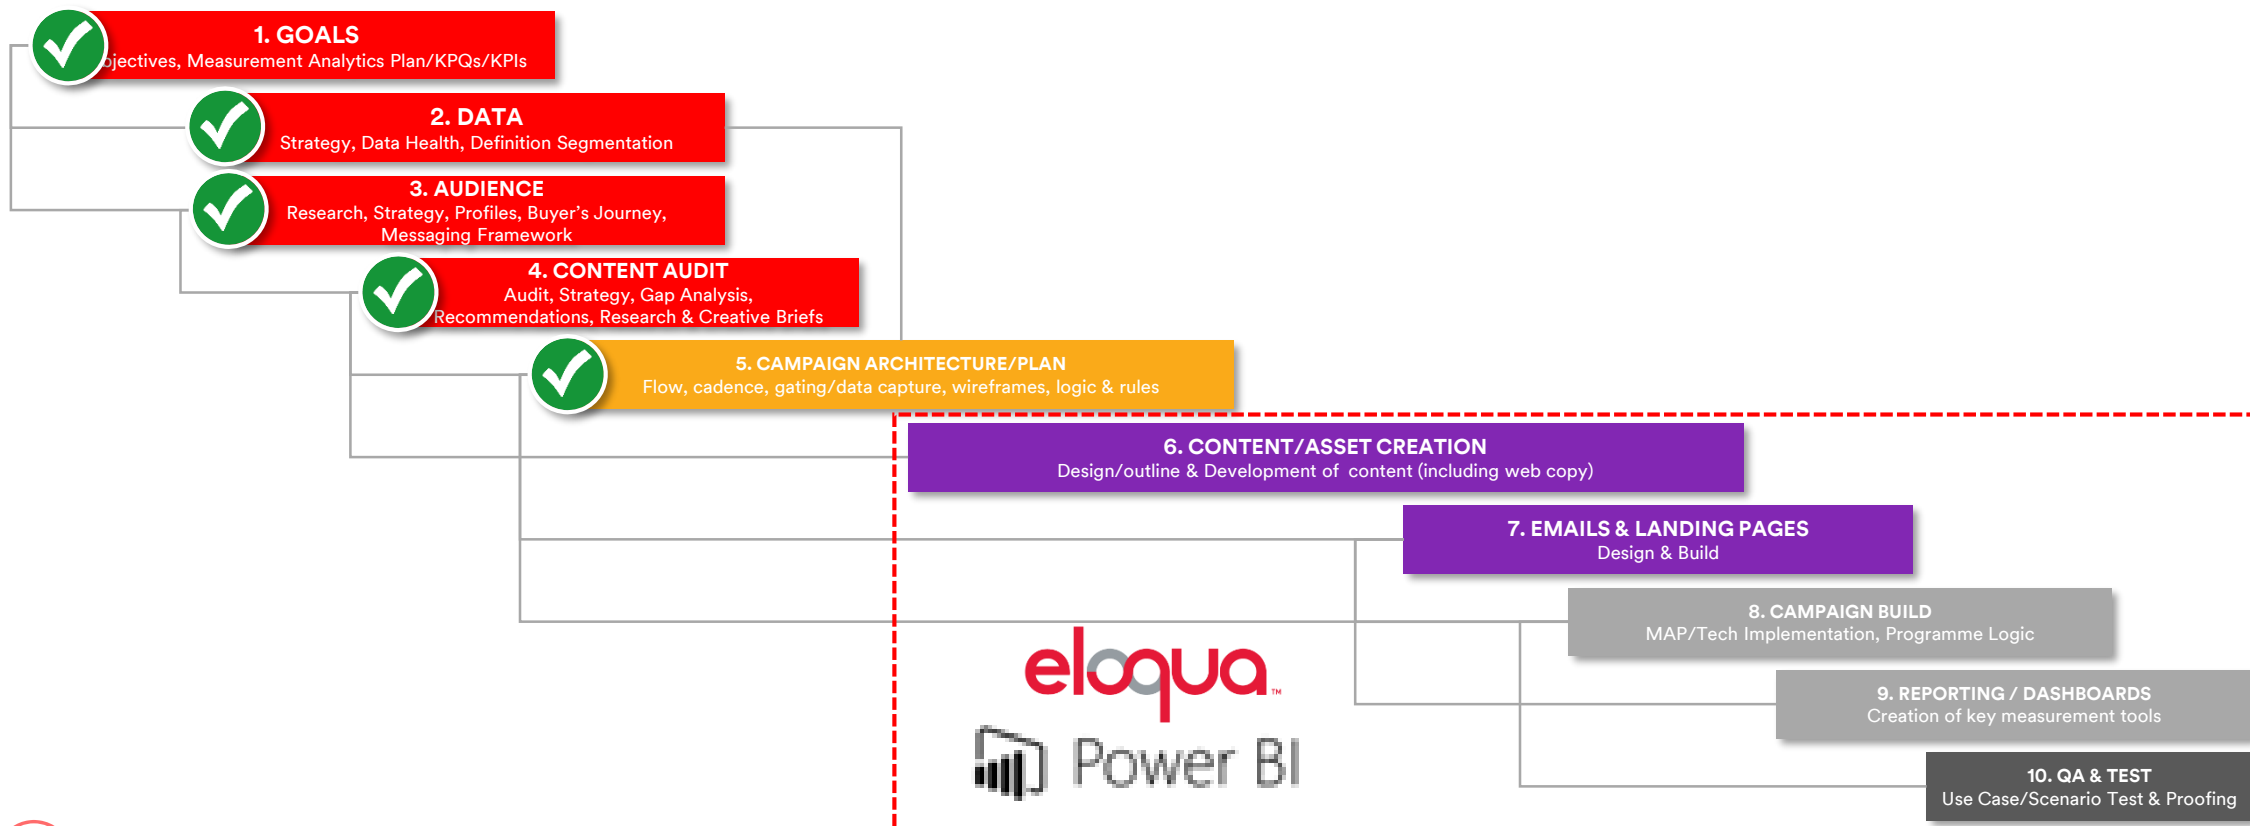 1. GOALS
bjectives, Measurement Analytics Plan/KPQs/KPIs
2. DATA
Strategy, Data Health, Definition Segmentation
3. AUDIENCE
Research, Strategy, Profiles, Buyer's Journey,
Messaging Framework
4. CONTENT AUDIT
Audit, Strategy, Gap Analysis,
Recommendations, Research & Creative Briefs
5. CAMPAIGN ARCHITECTURE/PLAN
Flow, cadence, gating/data capture, wireframes, logic & rules
6. CONTENT/ASSET CREATION
Design/outline & Development of content (including web copy)
7. EMAILS & LANDING PAGES
Design & Build
8. CAMPAIGN BUILD
MAP/Tech Implementation, Programme Logic
eloqua™
9. REPORTING / DASHBOARDS
Creation of key measurement tools
Power BI
10. QA & TEST
Use Case/Scenario Test & Proofing